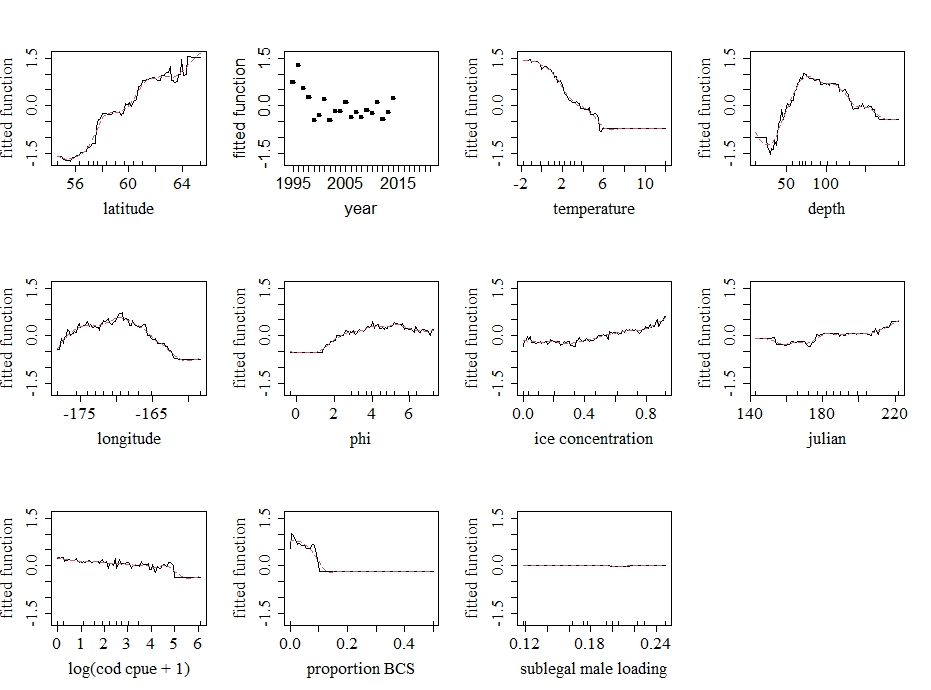 fitted function
1.5
0.0
-1.5
56 60 64
latitude
fitted function
1.5
0.0
-1.5
1995 2005 2015
year
fitted function
1.5
0.0
-1.5
-2 2 6 10
temperature
fitted function
1.5
0.0
-1.5
50 100
depth
fitted function
1.5
0.0
-1.5
-175 -165
longitude
fitted function
1.5
0.0
-1.5
0 2 4 6
phi
fitted function
1.5
0.0
-1.5
0.0 0.4 0.8
ice concentration
fitted function
1.5
0.0
-1.5
140 180 220
julian
fitted function
1.5
0.0
-1.5
0 1 2 3 4 5 6
log(cod cpue + 1)
fitted function
1.5
0.0
-1.5
0.0 0.2 0.4
proportion BCS
fitted function
1.5
0.0
-1.5
0.12 0.18 0.24
sublegal male loading